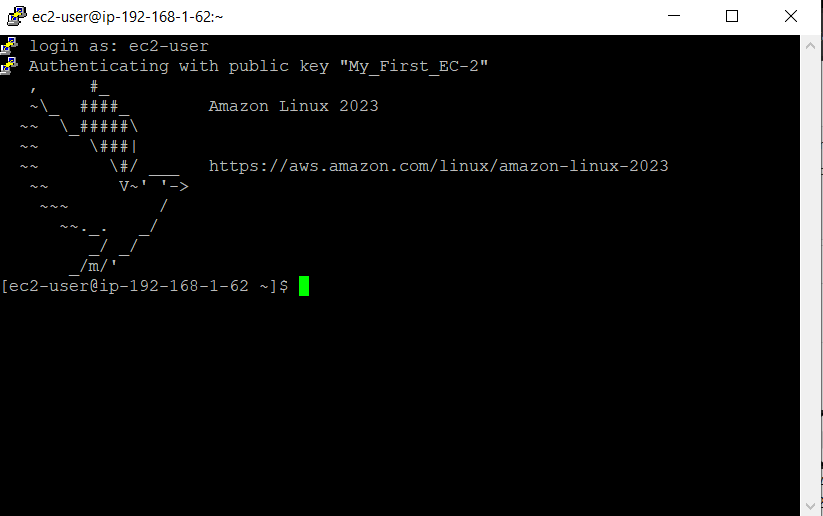 ec2-user@ip-192-168-1-62:~
login as: ec2-user
Authenticating with public key "My_First_EC-2"
   ,     #_
   ~\_  ####_        Amazon Linux 2023
  ~~  \_#####\
  ~~     \###|
  ~~       \#/ ___   https://aws.amazon.com/linux/amazon-linux-2023
   ~~       V~' '->
    ~~~         /
      ~~._.   _/
         _/ _/
       _/m/'
[ec2-user@ip-192-168-1-62 ~]$